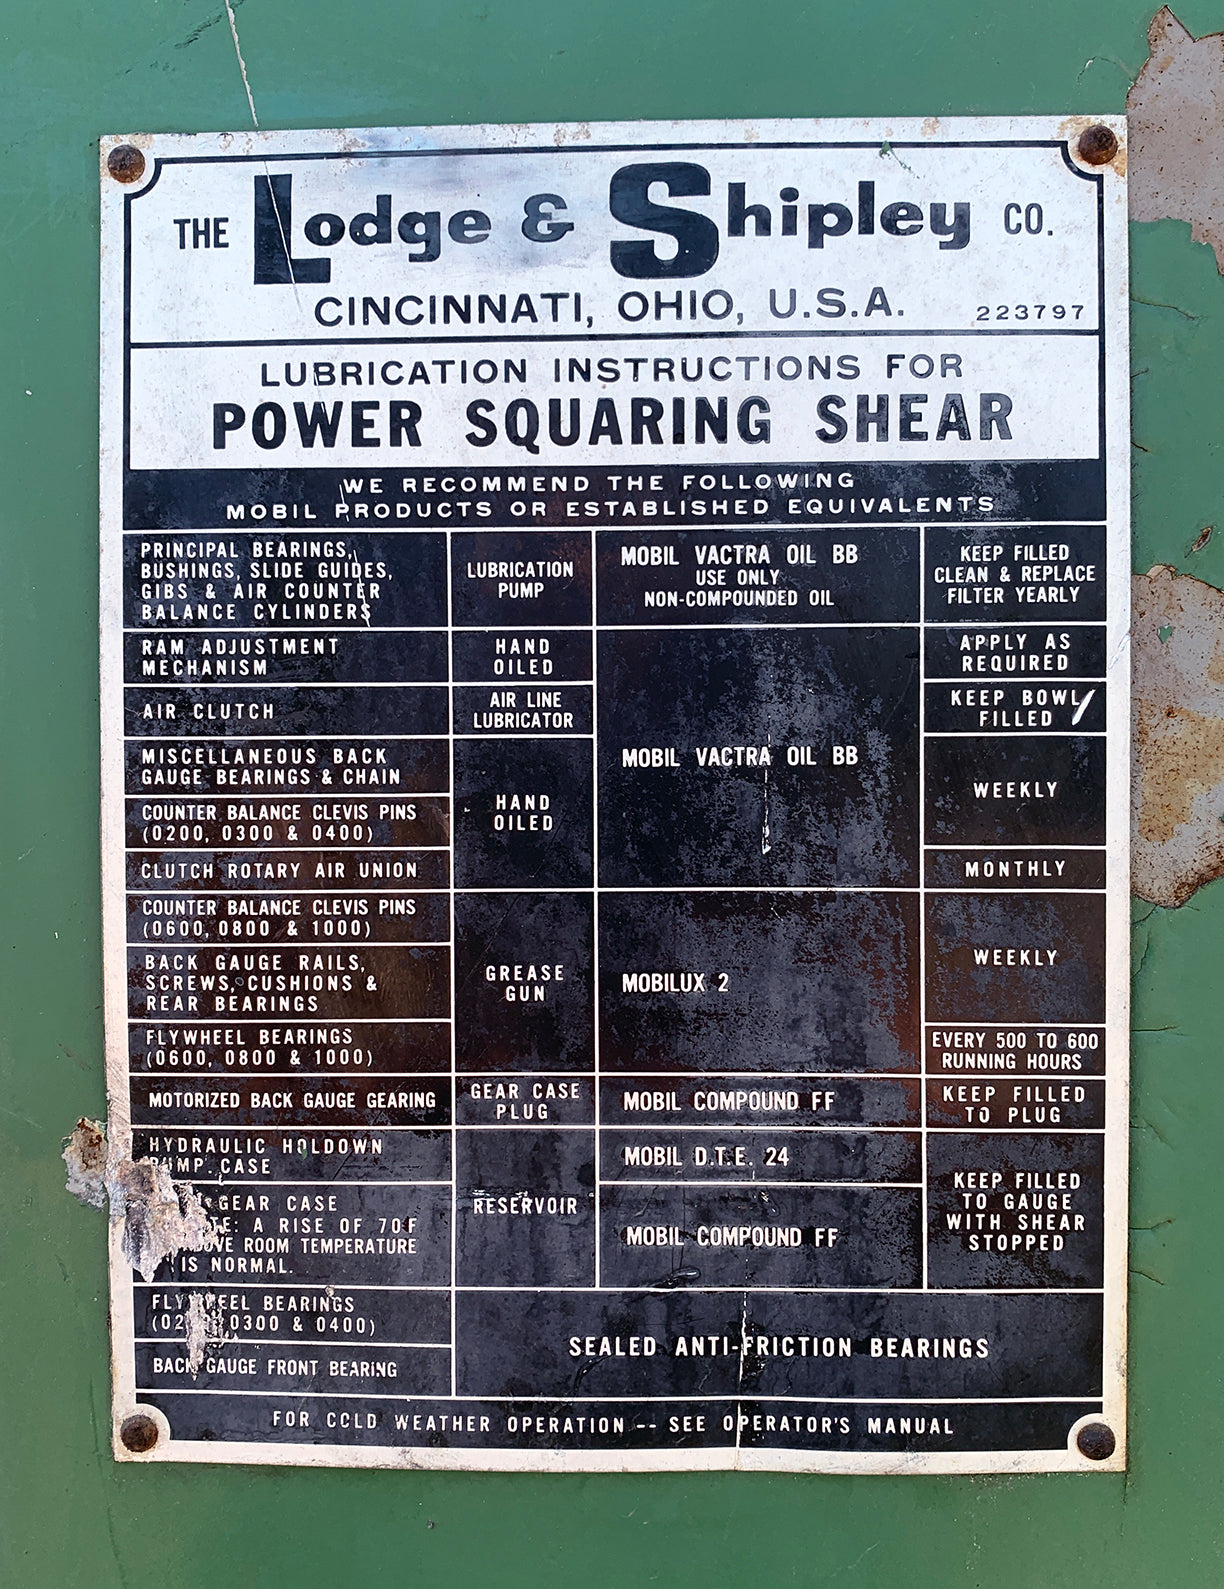 THE Lodge & Shipley CO.
CINCINNATI, OHIO, U.S.A.
223797
LUBRICATION INSTRUCTIONS FOR
POWER SQUARING SHEAR
WE RECOMMEND THE FOLLOWING
MOBIL PRODUCTS OR ESTABLISHED EQUIVALENTS
PRINCIPAL BEARINGS,
BUSHINGS, SLIDE GUIDES,
GIBS & AIR COUNTER
BALANCE CYLINDERS
LUBRICATION
PUMP
MOBIL VACTRA OIL BB
USE ONLY
NON-COMPOUNDED OIL
KEEP FILLED
CLEAN & REPLACE
FILTER YEARLY
RAM ADJUSTMENT
MECHANISM
HAND
OILED
APPLY AS
REQUIRED
AIR CLUTCH
AIR LINE
LUBRICATOR
KEEP BOWL
FILLED
MOBIL VACTRA OIL BB
MISCELLANEOUS BACK
GAUGE BEARINGS & CHAIN
HAND
OILED
WEEKLY
COUNTER BALANCE CLEVIS PINS
(0200, 0300 & 0400)
CLUTCH ROTARY AIR UNION
MONTHLY
COUNTER BALANCE CLEVIS PINS
(0600, 0800 & 1000)
GREASE
GUN
MOBILUX 2
WEEKLY
BACK GAUGE RAILS,
SCREWS, CUSHIONS &
REAR BEARINGS
FLYWHEEL BEARINGS
(0600, 0800 & 1000)
EVERY 500 TO 600
RUNNING HOURS
MOTORIZED BACK GAUGE GEARING
GEAR CASE
PLUG
MOBIL COMPOUND FF
KEEP FILLED
TO PLUG
HYDRAULIC HOLDOWN
PUMP CASE
RESERVOIR
MOBIL D.T.E. 24
KEEP FILLED
TO GAUGE
WITH SHEAR
STOPPED
GEAR CASE
A RISE OF 70 F
ABOVE ROOM TEMPERATURE
IS NORMAL.
MOBIL COMPOUND FF
FLYWHEEL BEARINGS
0300 & 0400)
SEALED ANTI-FRICTION BEARINGS
BACK GAUGE FRONT BEARING
FOR COLD WEATHER OPERATION -- SEE OPERATOR'S MANUAL